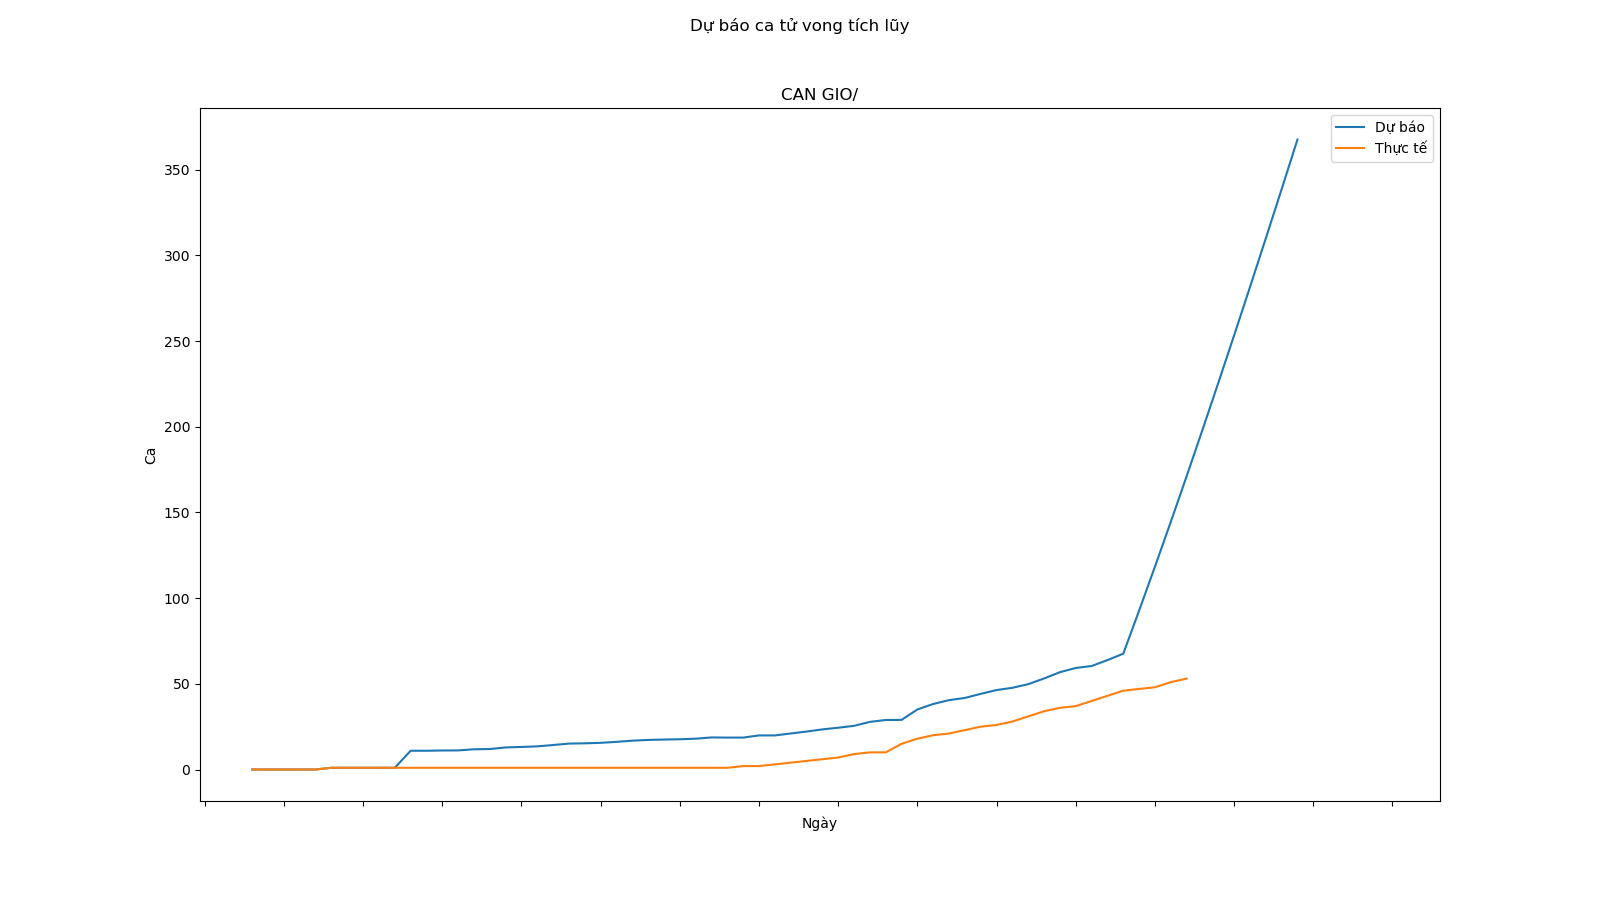 Dự báo ca tử vong tích lũy
CAN GIO/
Dự báo
Thực tế
350
300
250
200
150
100
50
0
Ca
Ngày